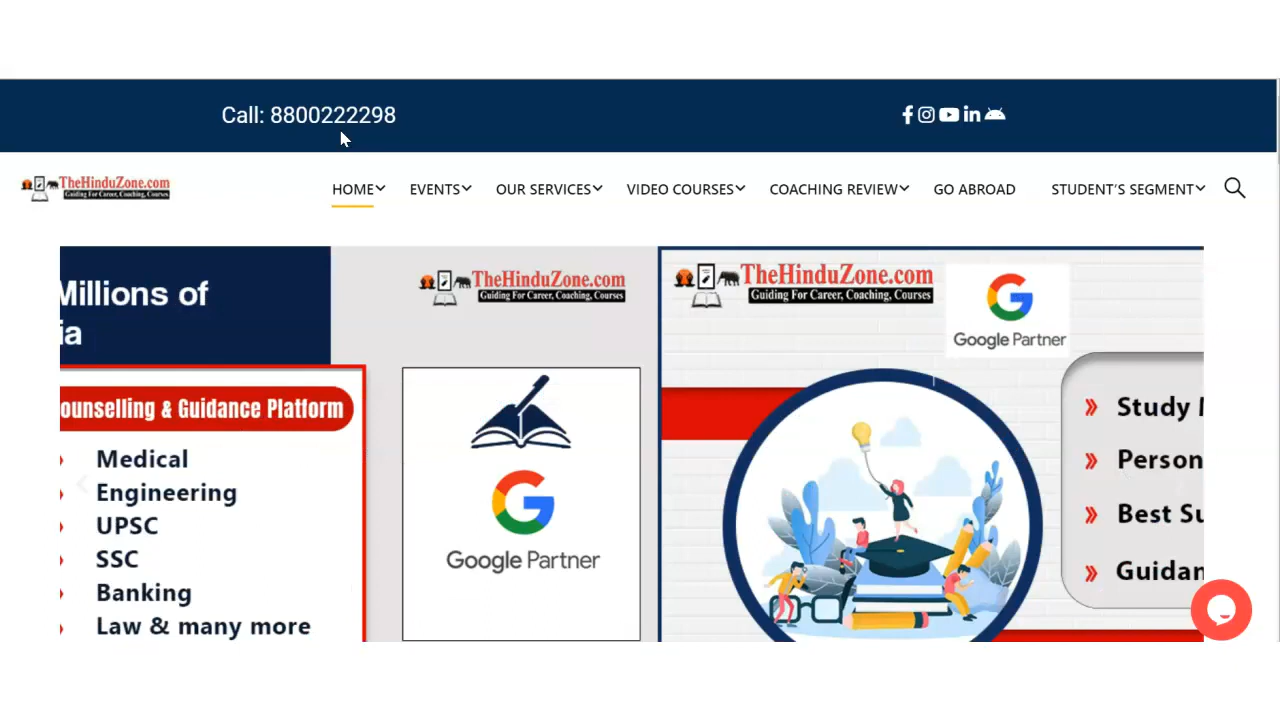 Call: 8800222298
TheHinduZone.com
Guiding For Career, Coaching, Courses
HOME EVENTS OUR SERVICES VIDEO COURSES COACHING REVIEW GO ABROAD STUDENT'S SEGMENT
Millions of
ia
ounselling & Guidance Platform
Medical
Engineering
UPSC
SSC
Banking
Law & many more
TheHinduZone.com
Guiding For Career, Coaching, Courses
Google Partner
TheHinduZone.com
Guiding For Career, Coaching, Courses
Google Partner
Study
Person
Best Su
Guidan